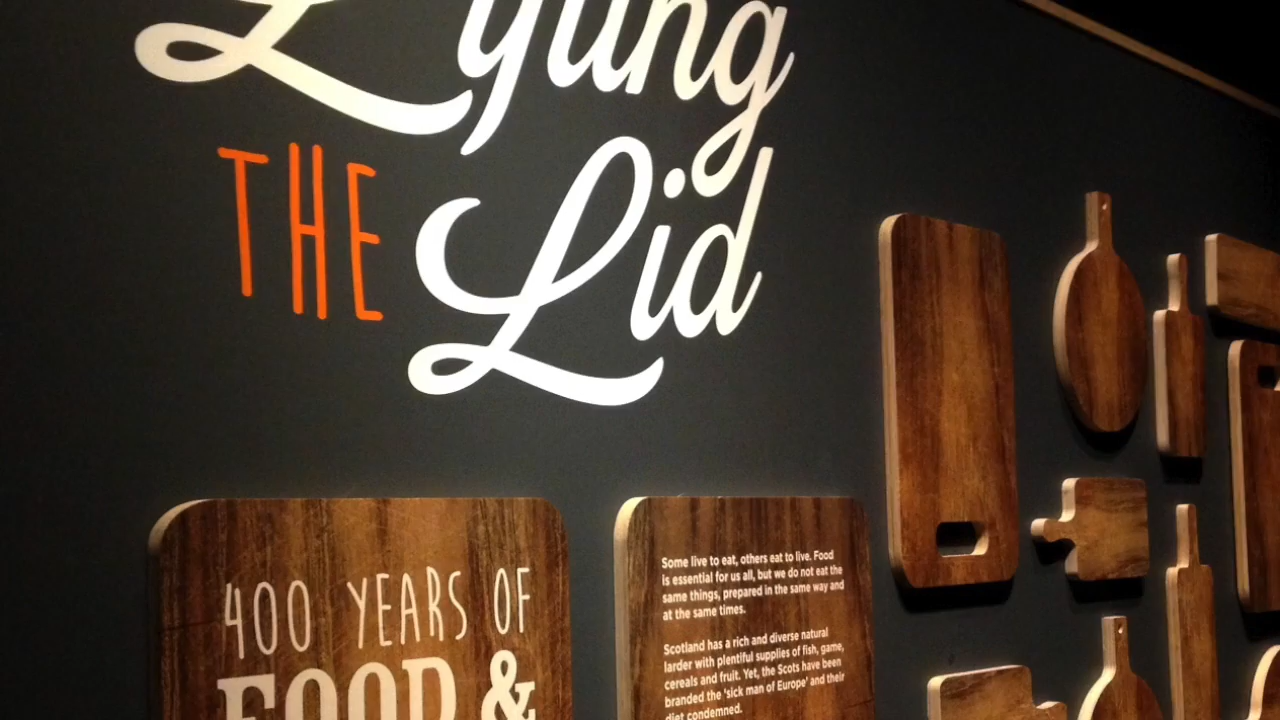 Lifting
THE Lid
400 YEARS OF
FOOD &
Some live to eat, others eat to live. Food
is essential for us all, but we do not eat the
same things, prepared in the same way and
at the same times.
Scotland has a rich and diverse natural
larder with plentiful supplies of fish, game,
cereals and fruit. Yet, the Scots have been
branded the 'sick man of Europe' and their
diet condemned.